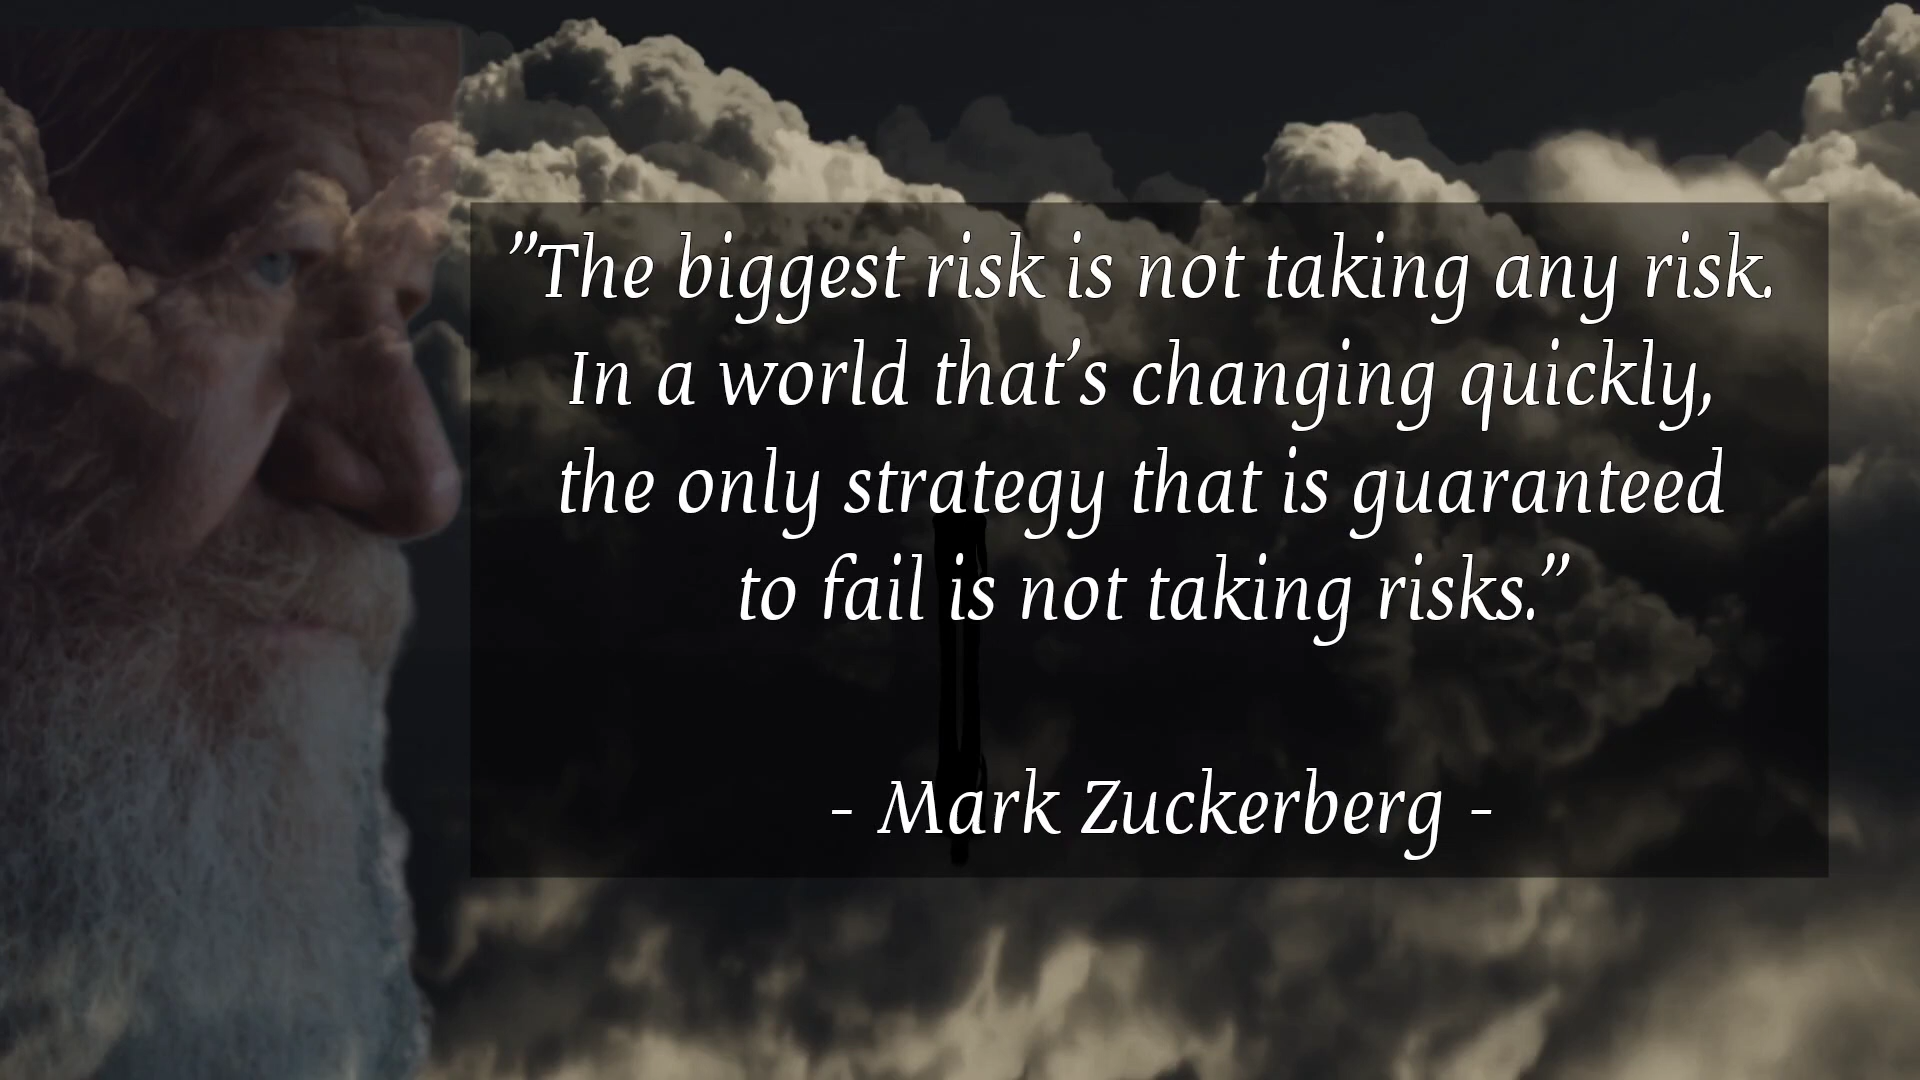 ”The biggest risk is not taking any risk.
In a world that’s changing quickly,
the only strategy that is guaranteed
to fail is not taking risks.”
- Mark Zuckerberg -